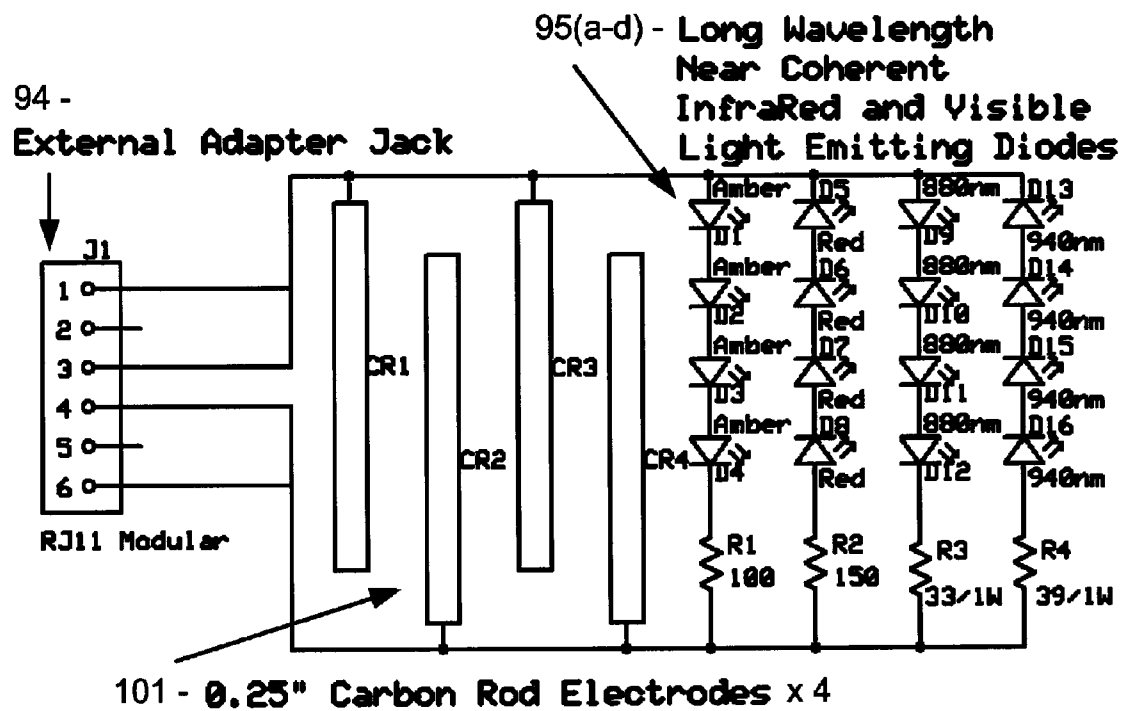 95(a-d) - Long Wavelength
Near Coherent
InfraRed and Visible
Light Emitting Diodes
94 -
External Adapter Jack
J1
1
2
3
4
5
6
RJ11 Modular
CR1
CR2
CR3
CR4
Amber
D1
Amber
D2
Amber
D3
Amber
D4
R1
100
D5
Red
D6
Red
D7
Red
D8
Red
R2
150
880nm
D9
880nm
D10
880nm
D11
880nm
D12
R3
33/1W
D13
940nm
D14
940nm
D15
940nm
D16
940nm
R4
39/1W
101 - 0.25" Carbon Rod Electrodes x 4